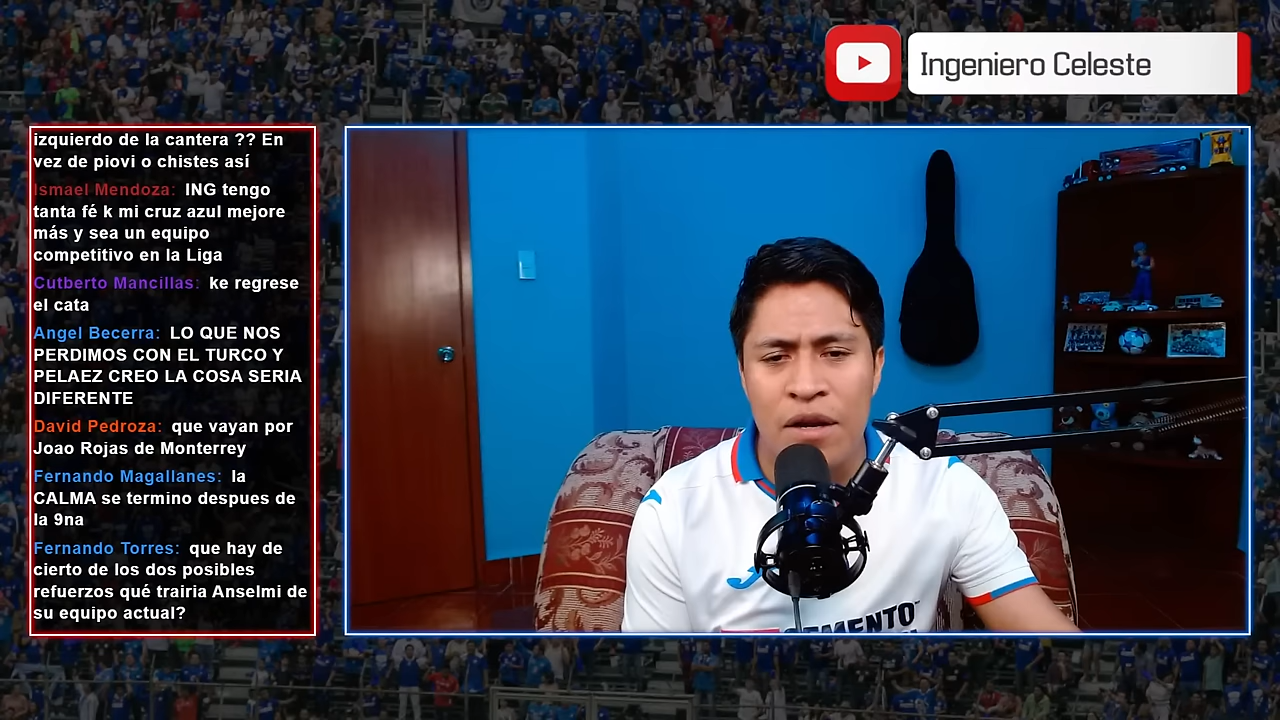 Ingeniero Celeste
izquierdo de la cantera ?? En
vez de piovi o chistes así
Ismael Mendoza: ING tengo
tanta fé k mi cruz azul mejore
más y sea un equipo
competitivo en la Liga
Cutberto Mancillas: ke regrese
el cata
Angel Becerra: LO QUE NOS
PERDIMOS CON EL TURCO Y
PELAEZ CREO LA COSA SERIA
DIFERENTE
David Pedroza: que vayan por
Joao Rojas de Monterrey
Fernando Magallanes: la
CALMA se termino despues de
la 9na
Fernando Torres: que hay de
cierto de los dos posibles
refuerzos qué trairia Anselmi de
su equipo actual?